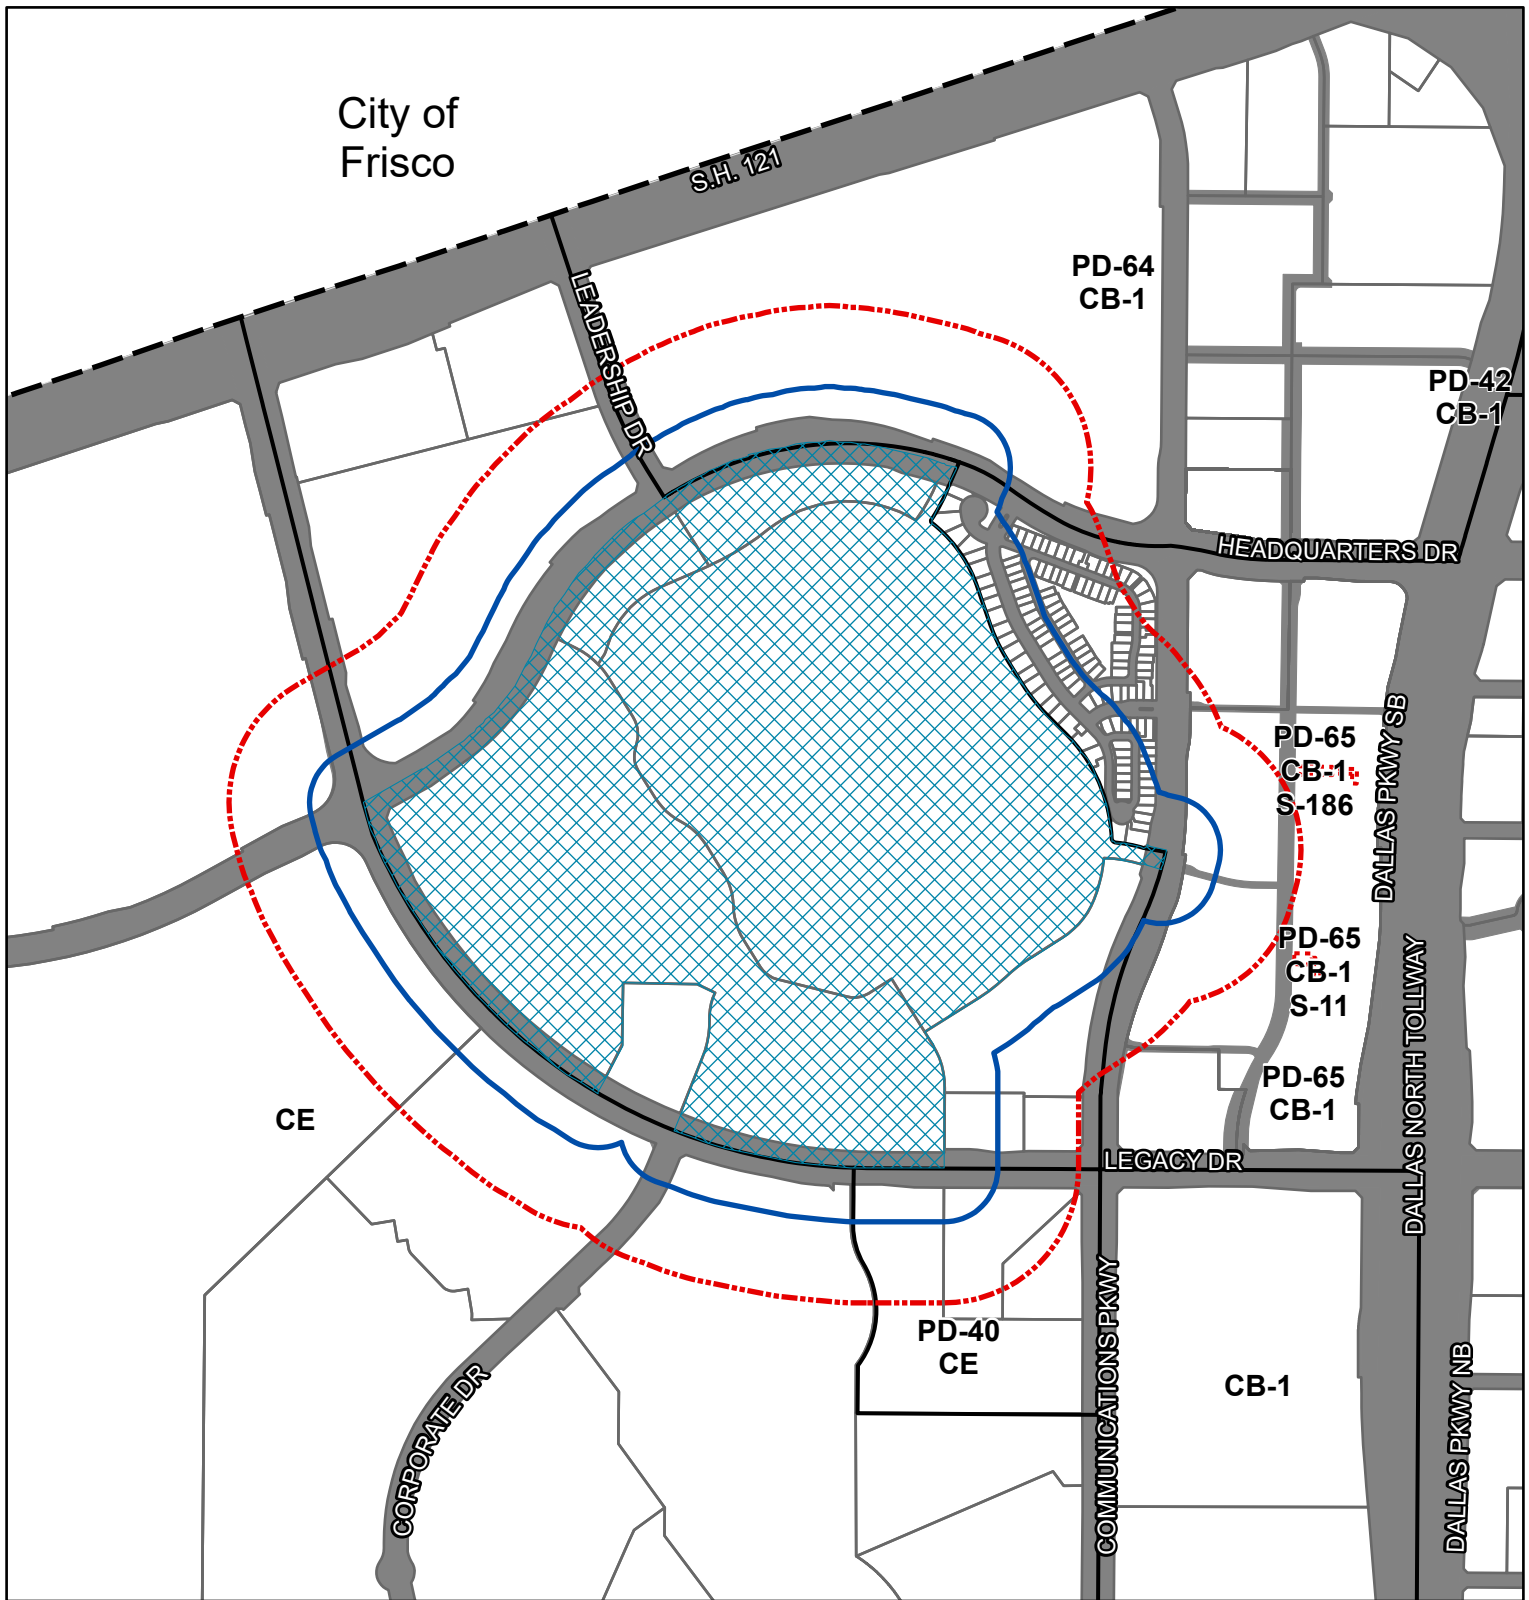 City of
Frisco
S.H. 121
LEADERSHIP DR
PD-64
CB-1
PD-42
CB-1
HEADQUARTERS DR
PD-65
CB-1
S-186
DALLAS PKWY SB
PD-65
CB-1
S-11
DALLAS NORTH TOLLWAY
PD-65
CB-1
CE
LEGACY DR
PD-40
CE
CB-1
COMMUNICATIONS PKWY
CORPORATE DR
DALLAS PKWY NB